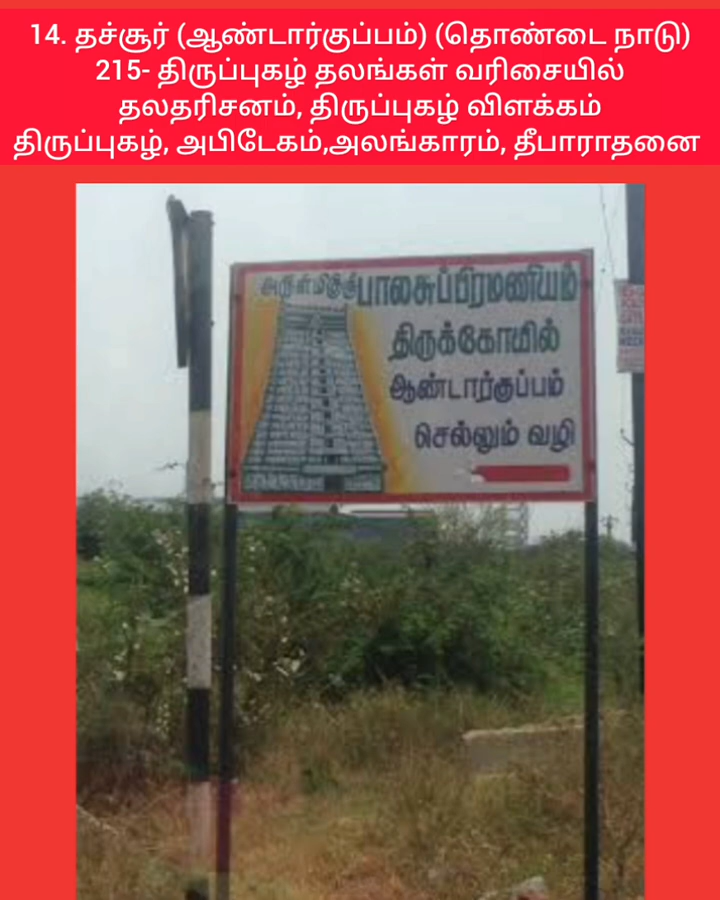 14. தச்சூர் (ஆண்டார்குப்பம்) (தொண்டை நாடு)
215- திருப்புகழ் தலங்கள் வரிசையில்
தலதரிசனம், திருப்புகழ் விளக்கம்
திருப்புகழ், அபிடேகம்,அலங்காரம், தீபாராதனை
அருள்மிகு பாலசுப்பிரமணியம்
திருக்கோயில்
ஆண்டார்குப்பம்
செல்லும் வழி